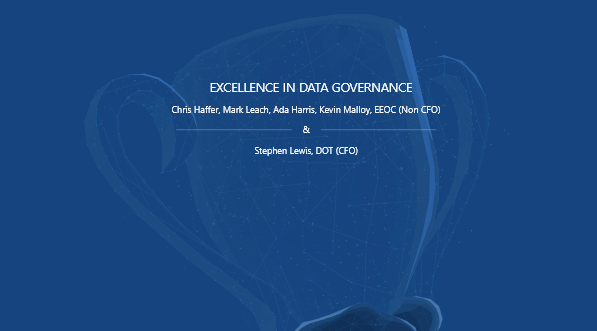 EXCELLENCE IN DATA GOVERNANCE
Chris Haffer, Mark Leach, Ada Harris, Kevin Malloy, EEOC (Non CFO)
&
Stephen Lewis, DOT (CFO)